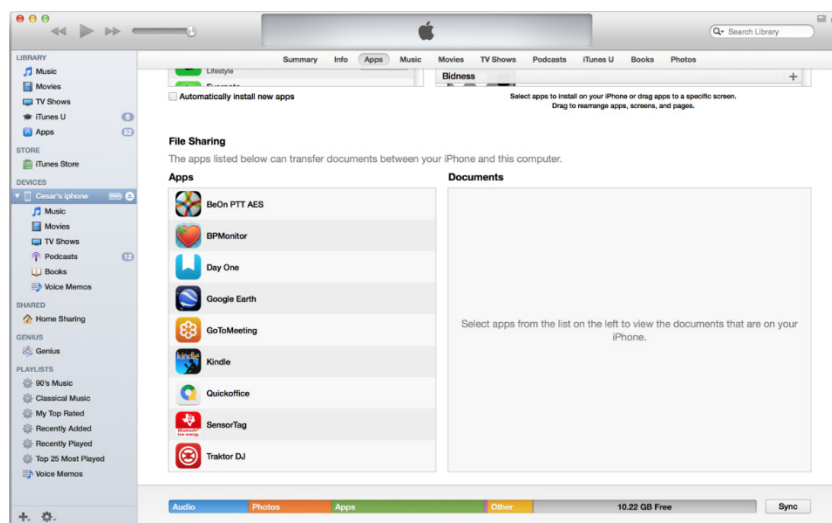 Search Library
LIBRARY
Music
Movies
TV Shows
iTunes U
Apps
STORE
iTunes Store
DEVICES
Cesar's iphone
Music
Movies
TV Shows
Podcasts
12
Books
Voice Memos
SHARED
Home Sharing
GENIUS
Genius
PLAYLISTS
90's Music
Classical Music
My Top Rated
Recently Added
Recently Played
Top 25 Most Played
Voice Memos
Summary Info Apps Music Movies TV Shows Podcasts iTunes U Books Photos
Lifestyle
Bidness
Automatically install new apps
Select apps to install on your iPhone or drag apps to a specific screen.
Drag to rearrange apps, screens, and pages.
File Sharing
The apps listed below can transfer documents between your iPhone and this computer.
Apps
BeOn PTT AES
BPMonitor
Day One
Google Earth
GoToMeeting
kindle
Kindle
Quickoffice
SensorTag
Traktor DJ
Documents
Select apps from the list on the left to view the documents that are on your
iPhone.
Audio Photos Apps Other 10.22 GB Free
Sync